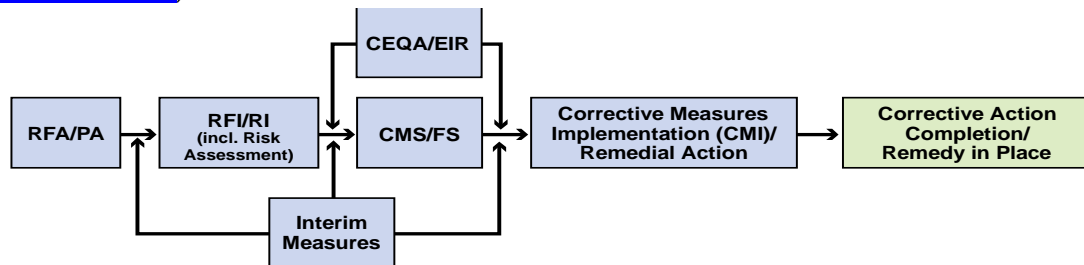 CEQA/EIR
RFA/PA
RFI/RI
(incl. Risk
Assessment)
CMS/FS
Corrective Measures
Implementation (CMI)/
Remedial Action
Corrective Action
Completion/
Remedy in Place
Interim
Measures